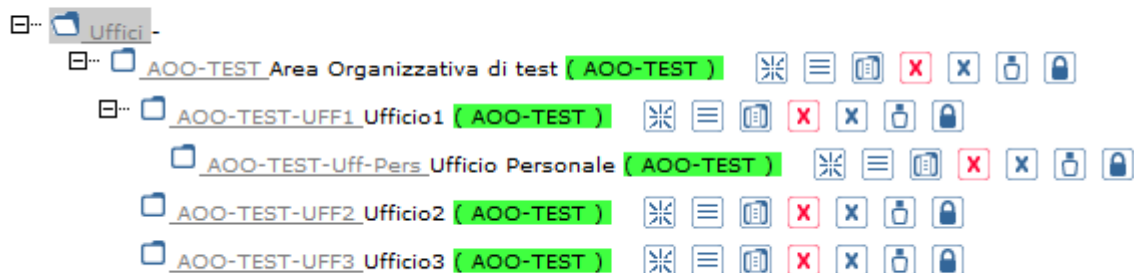 Uffici -
AOO-TEST Area Organizzativa di test ( AOO-TEST )
AOO-TEST-UFF1 Ufficio1 ( AOO-TEST )
AOO-TEST-Uff-Pers Ufficio Personale ( AOO-TEST )
AOO-TEST-UFF2 Ufficio2 ( AOO-TEST )
AOO-TEST-UFF3 Ufficio3 ( AOO-TEST )